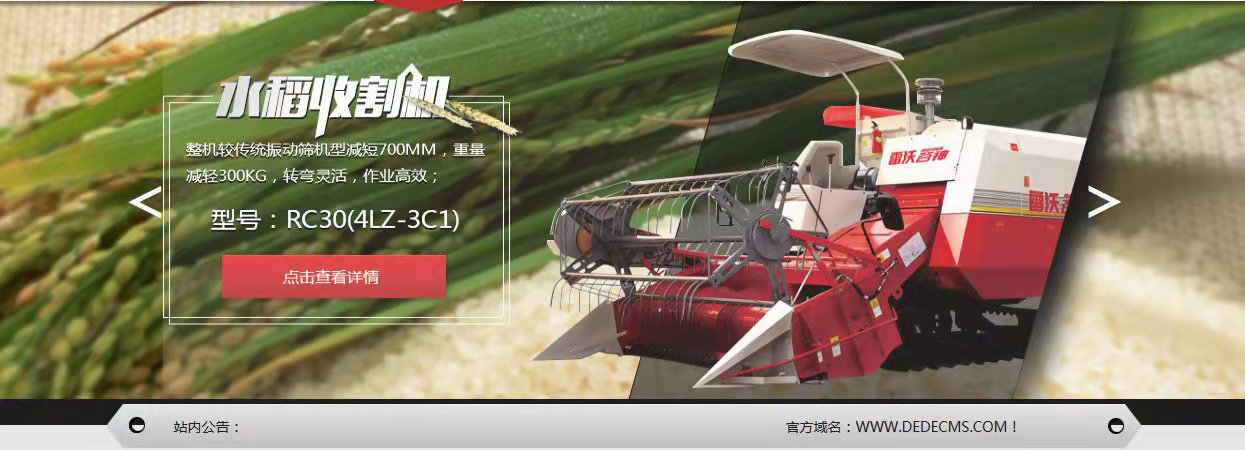 水稻收割机
整机较传统振动筛机型减短700MM，重量
减轻300KG，转弯灵活，作业高效；
型号：RC30(4LZ-3C1)
点击查看详情
雷沃谷神
雷沃谷
站内公告：
官方域名：WWW.DEDECMS.COM！